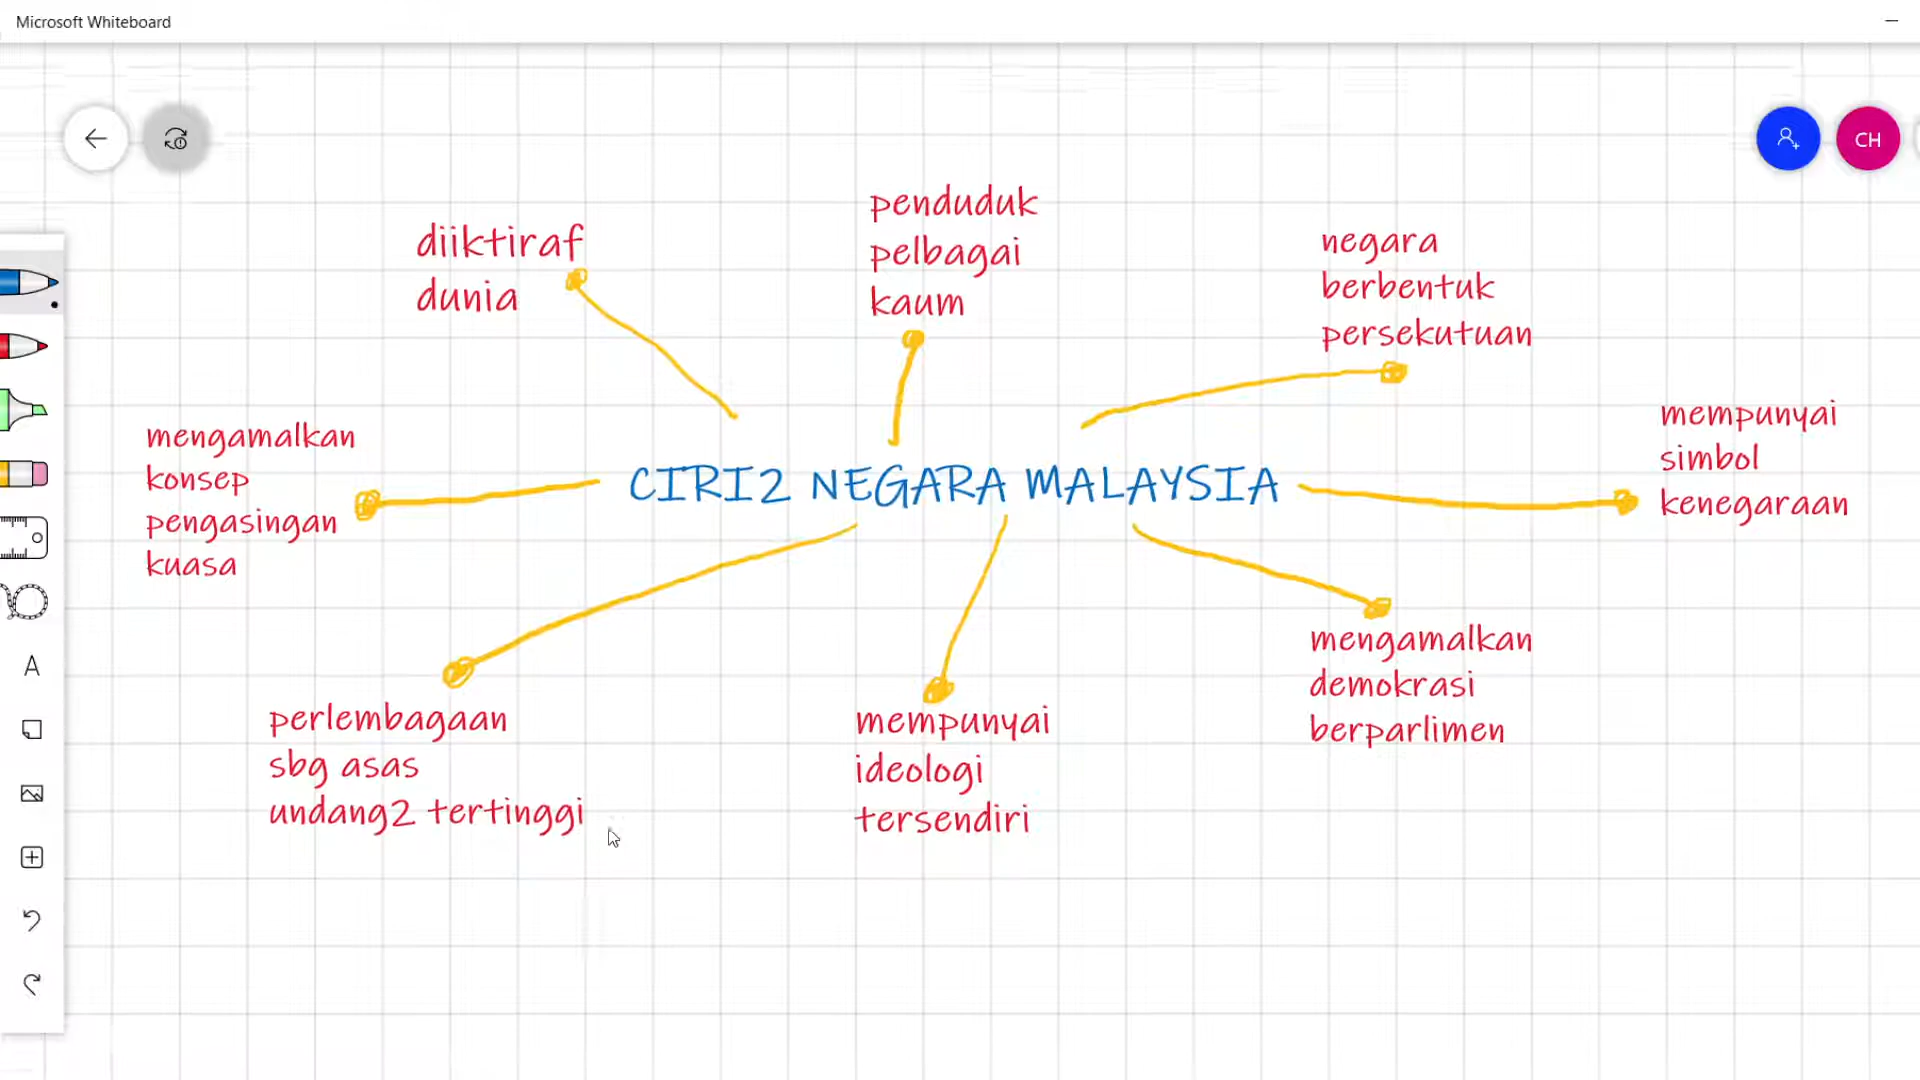 Microsoft Whiteboard
CH
diiktiraf
dunia
penduduk
pelbagai
kaum
negara
berbentuk
persekutuan
mengamalkan
konsep
pengasingan
kuasa
CIRI2 NEGARA MALAYSIA
mempunyai
simbol
kenegaraan
perlembagaan
sbg asas
undang2 tertinggi
mempunyai
ideologi
tersendiri
mengamalkan
demokrasi
berparlimen
A